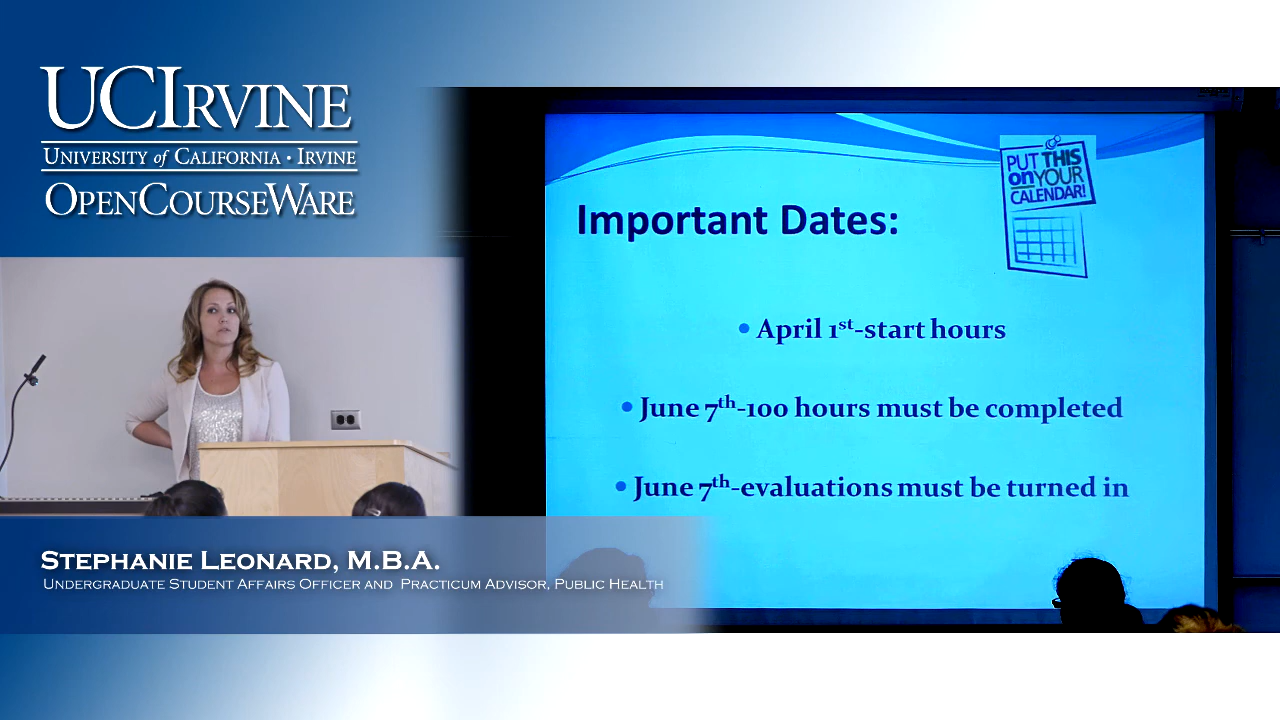 UCIRVINE
UNIVERSITY of CALIFORNIA · IRVINE
OPENCOURSEWARE
PUT THIS
on YOUR
CALENDAR!
Important Dates:
• April 1st-start hours
• June 7th-100 hours must be completed
• June 7th-evaluations must be turned in
STEPHANIE LEONARD, M.B.A.
UNDERGRADUATE STUDENT AFFAIRS OFFICER AND PRACTICUM ADVISOR, PUBLIC HEALTH